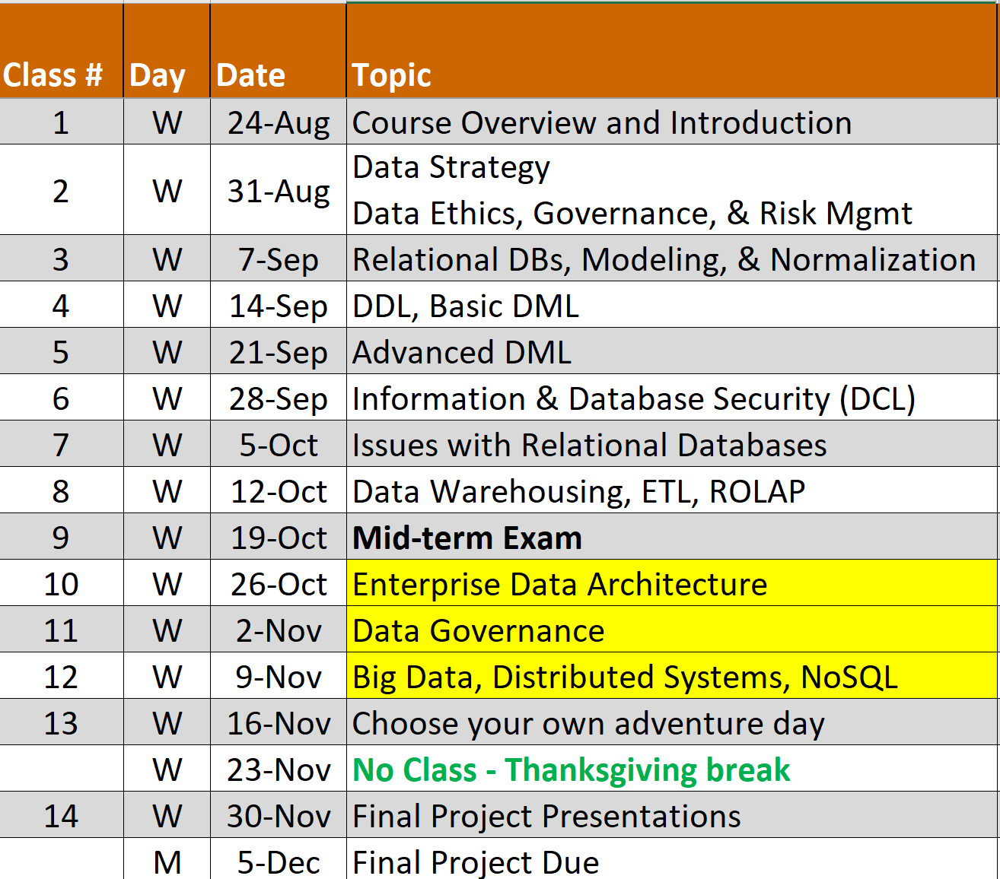 Class # Day Date Topic
1 W 24-Aug Course Overview and Introduction
2 W 31-Aug Data Strategy
Data Ethics, Governance, & Risk Mgmt
3 W 7-Sep Relational DBs, Modeling, & Normalization
4 W 14-Sep DDL, Basic DML
5 W 21-Sep Advanced DML
6 W 28-Sep Information & Database Security (DCL)
7 W 5-Oct Issues with Relational Databases
8 W 12-Oct Data Warehousing, ETL, ROLAP
9 W 19-Oct Mid-term Exam
10 W 26-Oct Enterprise Data Architecture
11 W 2-Nov Data Governance
12 W 9-Nov Big Data, Distributed Systems, NoSQL
13 W 16-Nov Choose your own adventure day
W 23-Nov No Class - Thanksgiving break
14 W 30-Nov Final Project Presentations
M 5-Dec Final Project Due